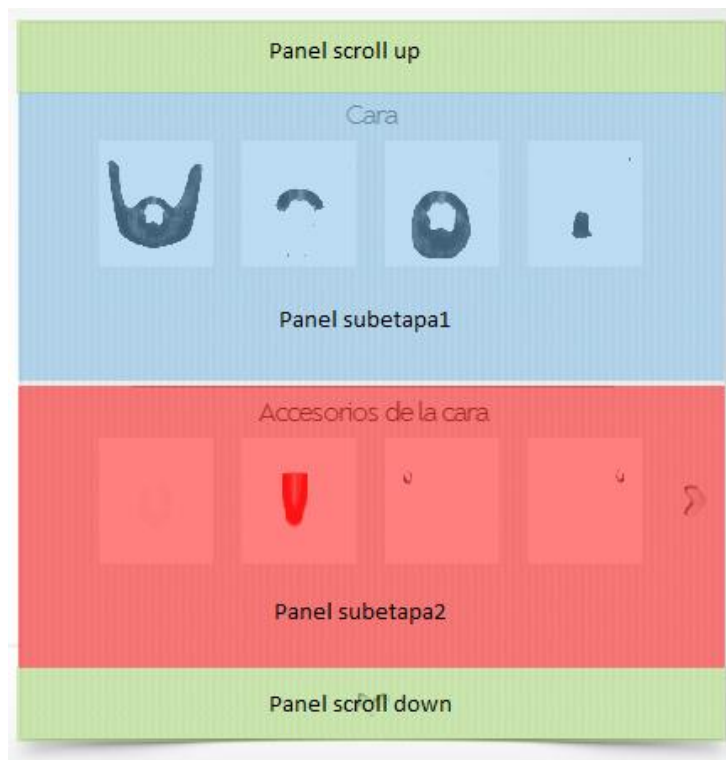 Panel scroll up
Cara
Panel subetapa1
Accesorios de la cara
Panel subetapa2
Panel scroll down